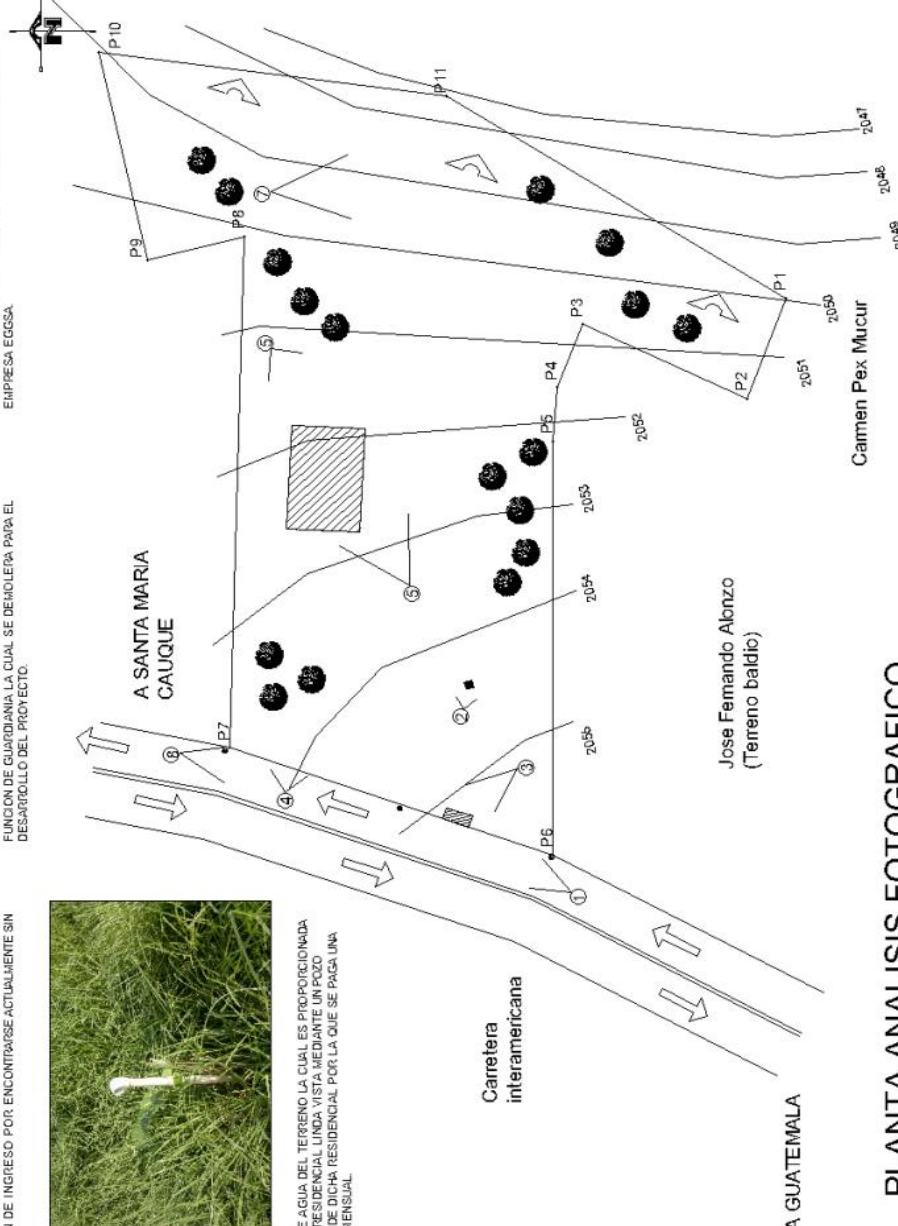 N DE INGRESO POR ENCONTRARSE ACTUALMENTE SIN
FUNCION DE GUARDIANIA LA CUAL SE DEMOLERA PARA EL
DESARROLLO DEL PROYECTO.
EMPRESA EGGSA.
E AGUA DEL TERRENO LA CUAL ES PROPORCIONADA
RESIDENCIAL LINDA VISTA MEDIANTE UN POZO
DE DICHA RESIDENCIAL POR LA QUE SE PAGA UNA
MENSUAL.
N
A SANTA MARIA
CAUQUE
P7
P8
P9
P10
P11
8
4
5
5
7
2
3
1
P6
P5
P4
P3
P2
P1
2055
2054
2053
2052
2051
2050
2049
2048
2047
Carretera
interamericana
Jose Fernando Alonzo
(Terreno baldio)
Carmen Pex Mucur
A GUATEMALA
PLANTA ANALISIS FOTOGRAFICO